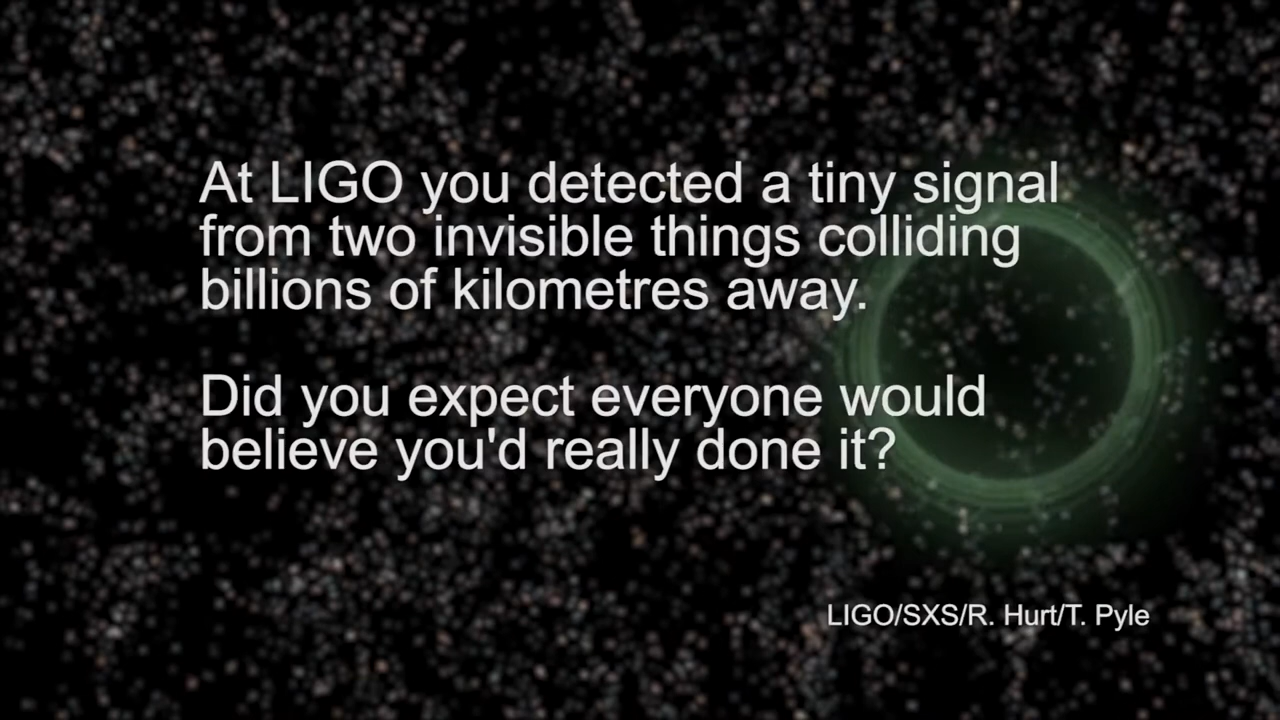 At LIGO you detected a tiny signal
from two invisible things colliding
billions of kilometres away.
Did you expect everyone would
believe you'd really done it?
LIGO/SXS/R. Hurt/T. Pyle